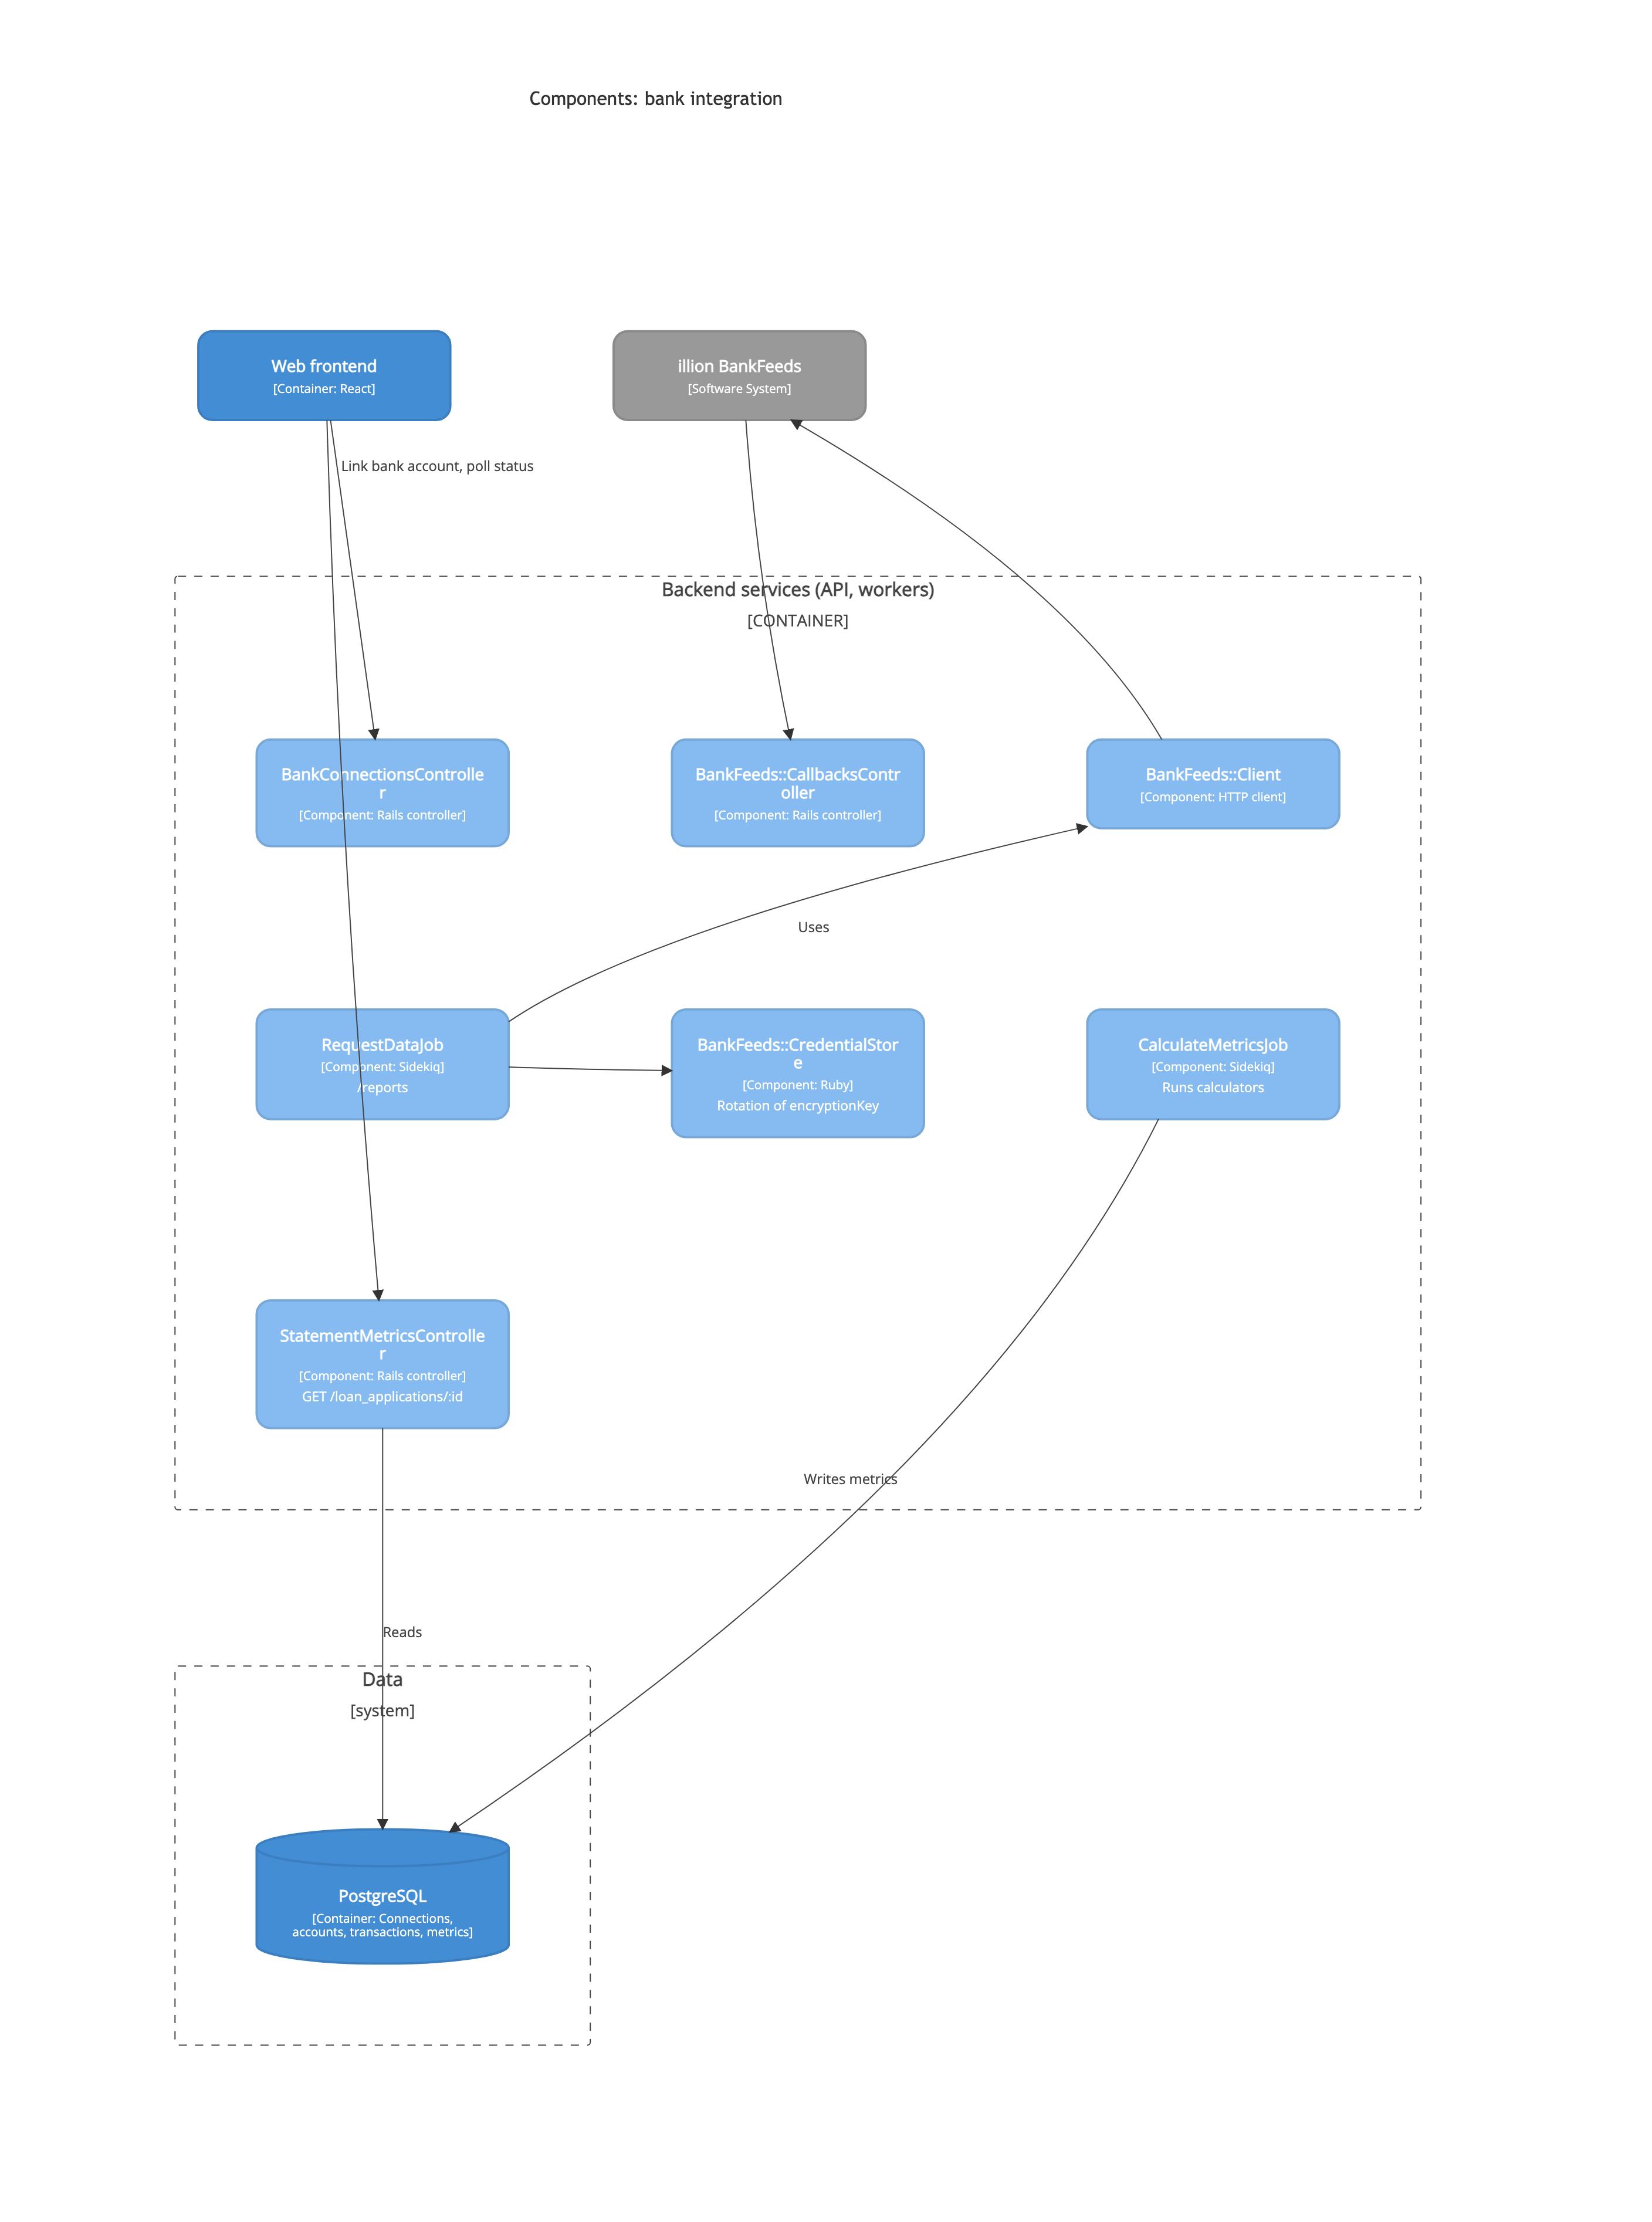 Components: bank integration
Web frontend
[Container: React]
illion BankFeeds
[Software System]
Link bank account, poll status
Backend services (API, workers)
[CONTAINER]
BankConnectionsControlle
r
[Component: Rails controller]
BankFeeds::CallbacksContr
oller
[Component: Rails controller]
BankFeeds::Client
[Component: HTTP client]
Uses
RequestDataJob
[Component: Sidekiq]
/reports
BankFeeds::CredentialStor
e
[Component: Ruby]
Rotation of encryptionKey
CalculateMetricsJob
[Component: Sidekiq]
Runs calculators
StatementMetricsControlle
r
[Component: Rails controller]
GET /loan_applications/:id
Writes metrics
Reads
Data
[system]
PostgreSQL
[Container: Connections,
accounts, transactions, metrics]